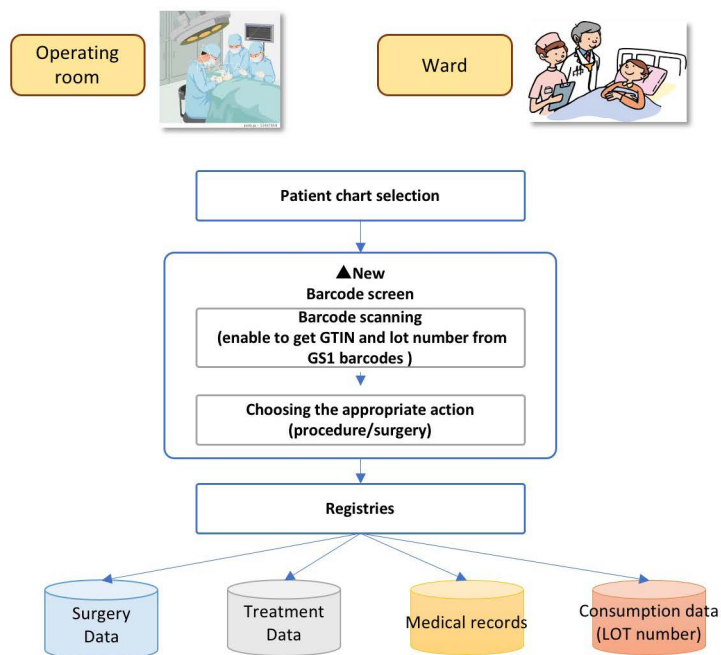 Operating
room
Ward
Patient chart selection
▲New
Barcode screen
Barcode scanning
(enable to get GTIN and lot number from
GS1 barcodes )
Choosing the appropriate action
(procedure/surgery)
Registries
Surgery
Data
Treatment
Data
Medical records
Consumption data
(LOT number)